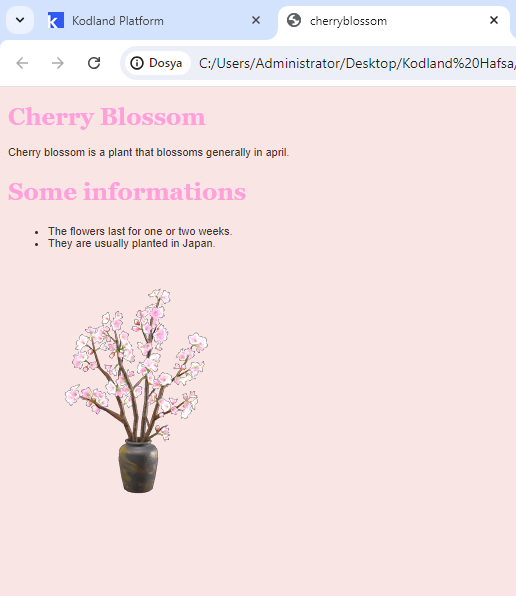 Kodland Platform
cherryblossom
Dosya
C:/Users/Administrator/Desktop/Kodland%20Hafsa/
Cherry Blossom
Cherry blossom is a plant that blossoms generally in april.
Some informations
The flowers last for one or two weeks.
They are usually planted in Japan.